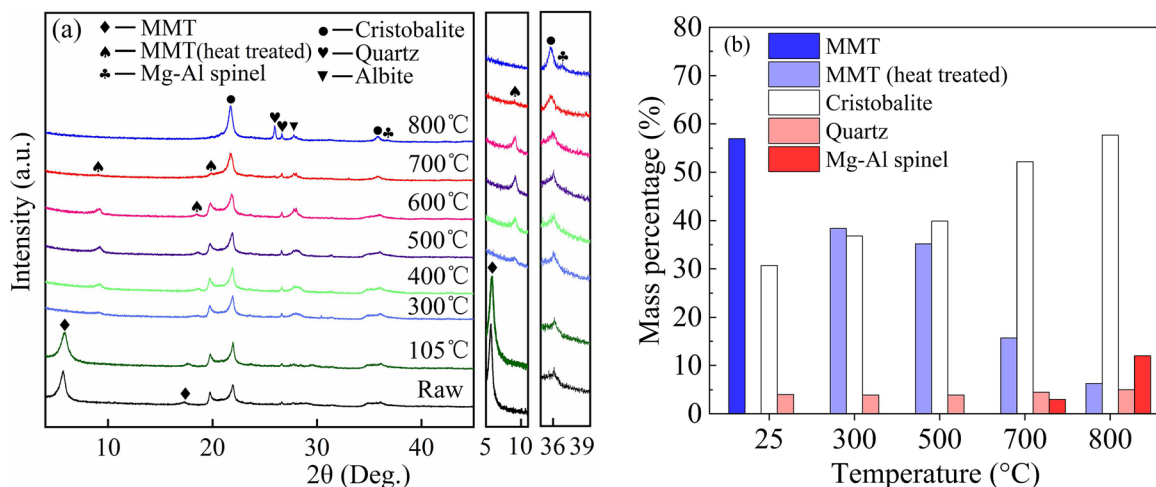 (a)
MMT
MMT(heat treated)
Mg-Al spinel
Cristobalite
Quartz
Albite
800℃
700℃
600℃
500℃
400℃
300℃
105℃
Raw
Intensity (a.u.)
10 20 30 40
2θ (Deg.)
5 10 36 39
(b)
MMT
MMT (heat treated)
Cristobalite
Quartz
Mg-Al spinel
Mass percentage (%)
80
70
60
50
40
30
20
10
0
25 300 500 700 800
Temperature (°C)